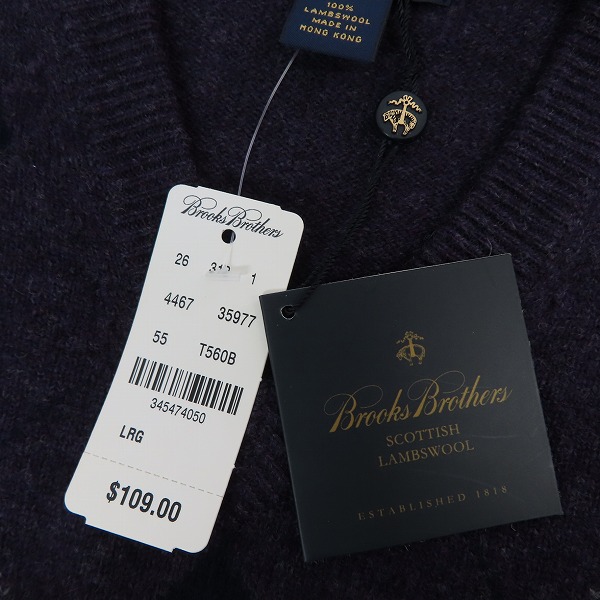 100%
LAMBSWOOL
MADE IN
HONG KONG
Brooks Brothers
26 1
4467 35977
55 T560B
345474050
LRG
$109.00
Brooks Brothers
SCOTTISH
LAMBSWOOL
ESTABLISHED 1818